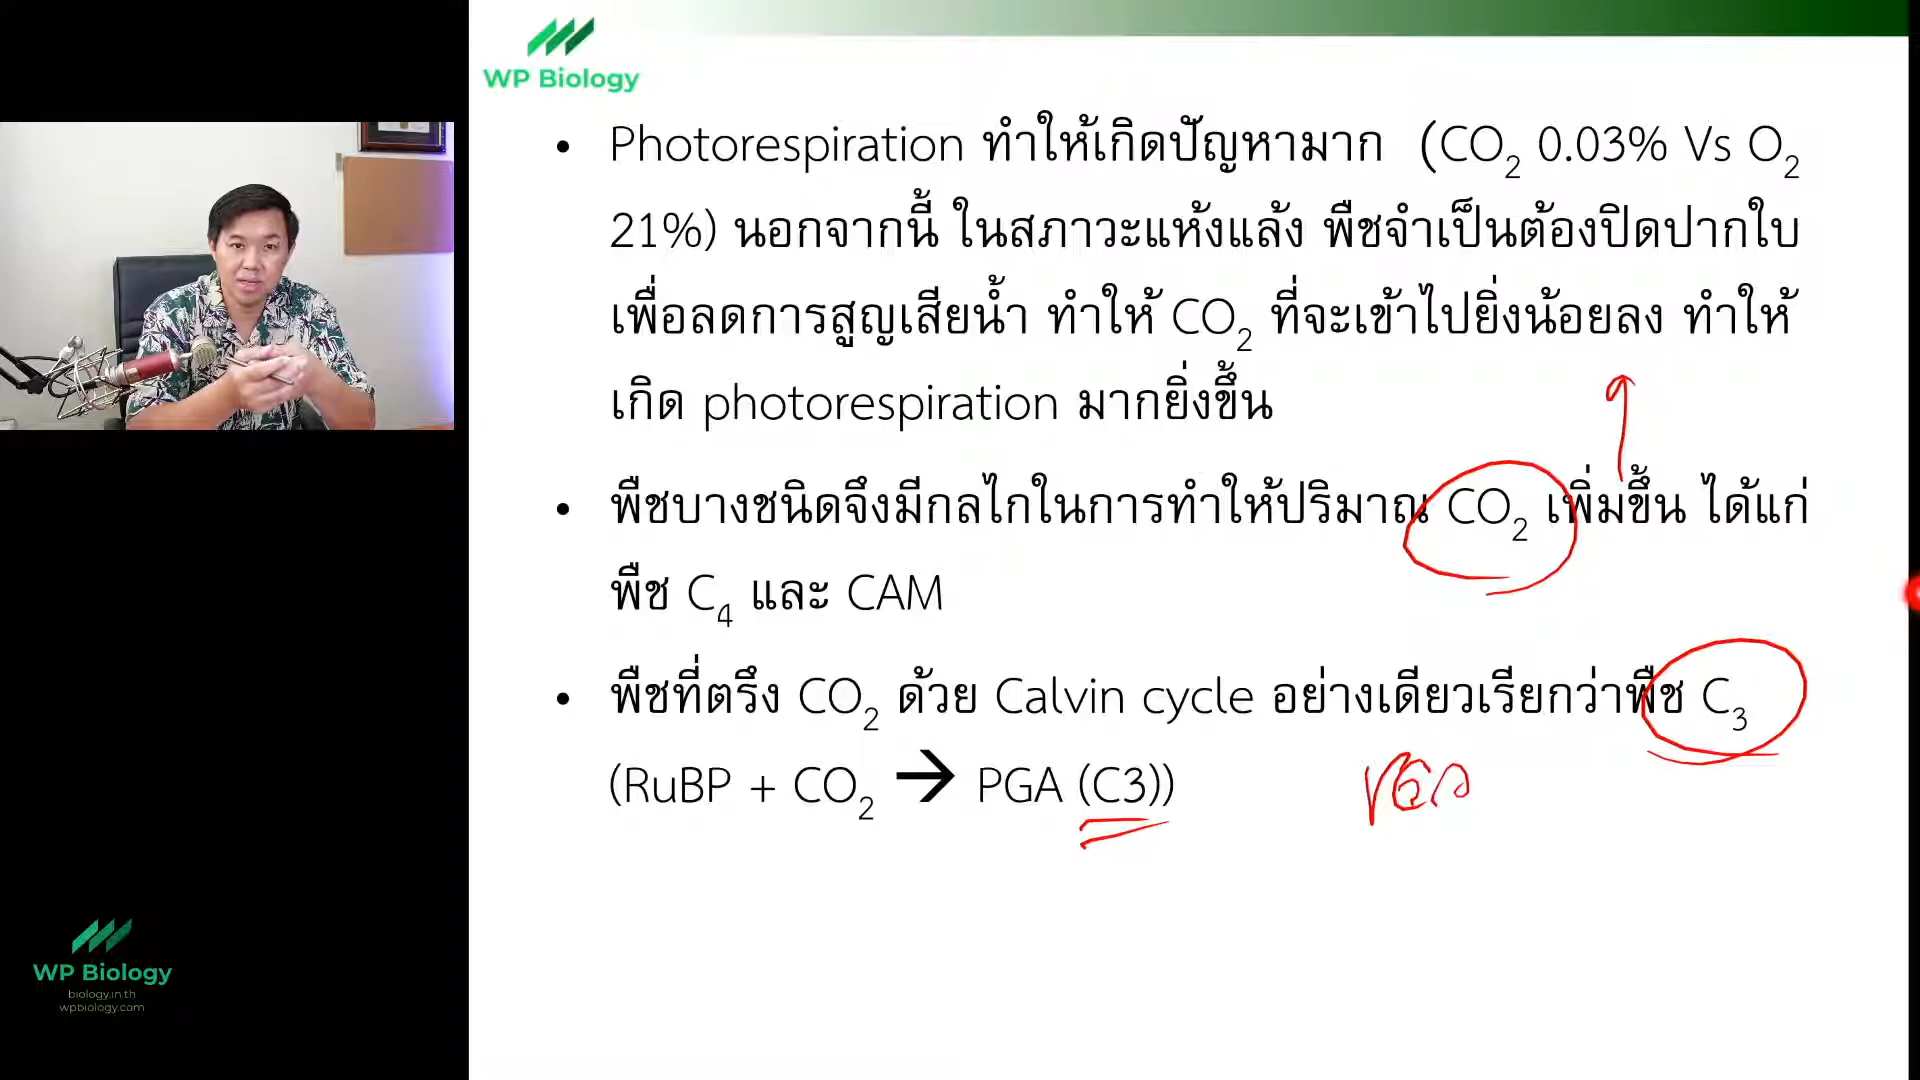 WP Biology
• Photorespiration ทำให้เกิดปัญหามาก (CO₂ 0.03% Vs O₂
21%) นอกจากนี้ ในสภาวะแห้งแล้ง พืชจำเป็นต้องปิดปากใบ
เพื่อลดการสูญเสียน้ำ ทำให้ CO₂ ที่จะเข้าไปยิ่งน้อยลง ทำให้
เกิด photorespiration มากยิ่งขึ้น
• พืชบางชนิดจึงมีกลไกในการทำให้ปริมาณ CO₂ เพิ่มขึ้น ได้แก่
พืช C₄ และ CAM
• พืชที่ตรึง CO₂ ด้วย Calvin cycle อย่างเดียวเรียกว่าพืช C₃
(RuBP + CO₂ → PGA (C3))
WP Biology
biology.in.th
wpbiology.com